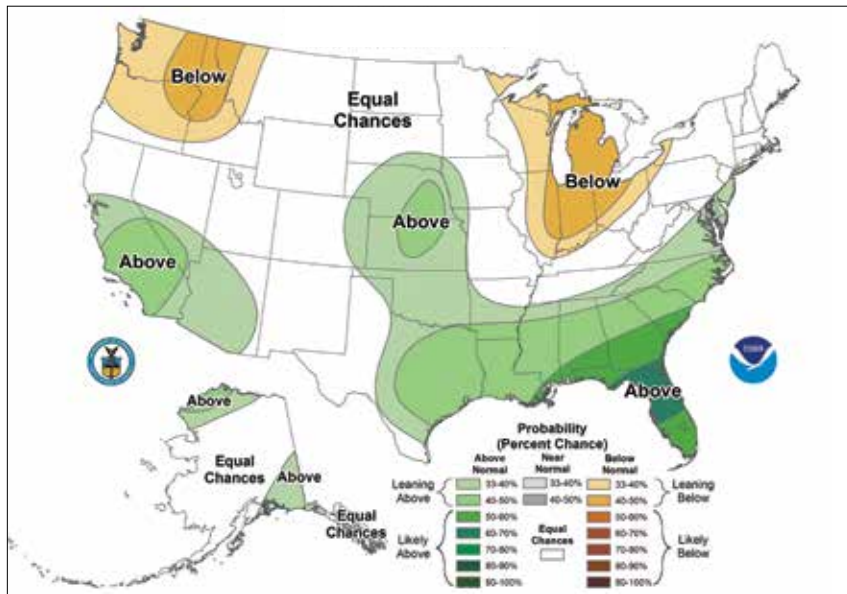 Below
Equal
Chances
Below
Above
Above
Above
Above
Equal
Chances
Above
Equal
Chances
Probability
(Percent Chance)
Above
Normal
Near
Normal
Below
Normal
Leaning
Above
33-40%
33-40%
33-40%
Leaning
Below
40-50%
40-50%
40-50%
50-60%
50-60%
Likely
Above
60-70%
Equal
Chances
60-70%
Likely
Below
70-80%
70-80%
80-90%
80-90%
90-100%
90-100%